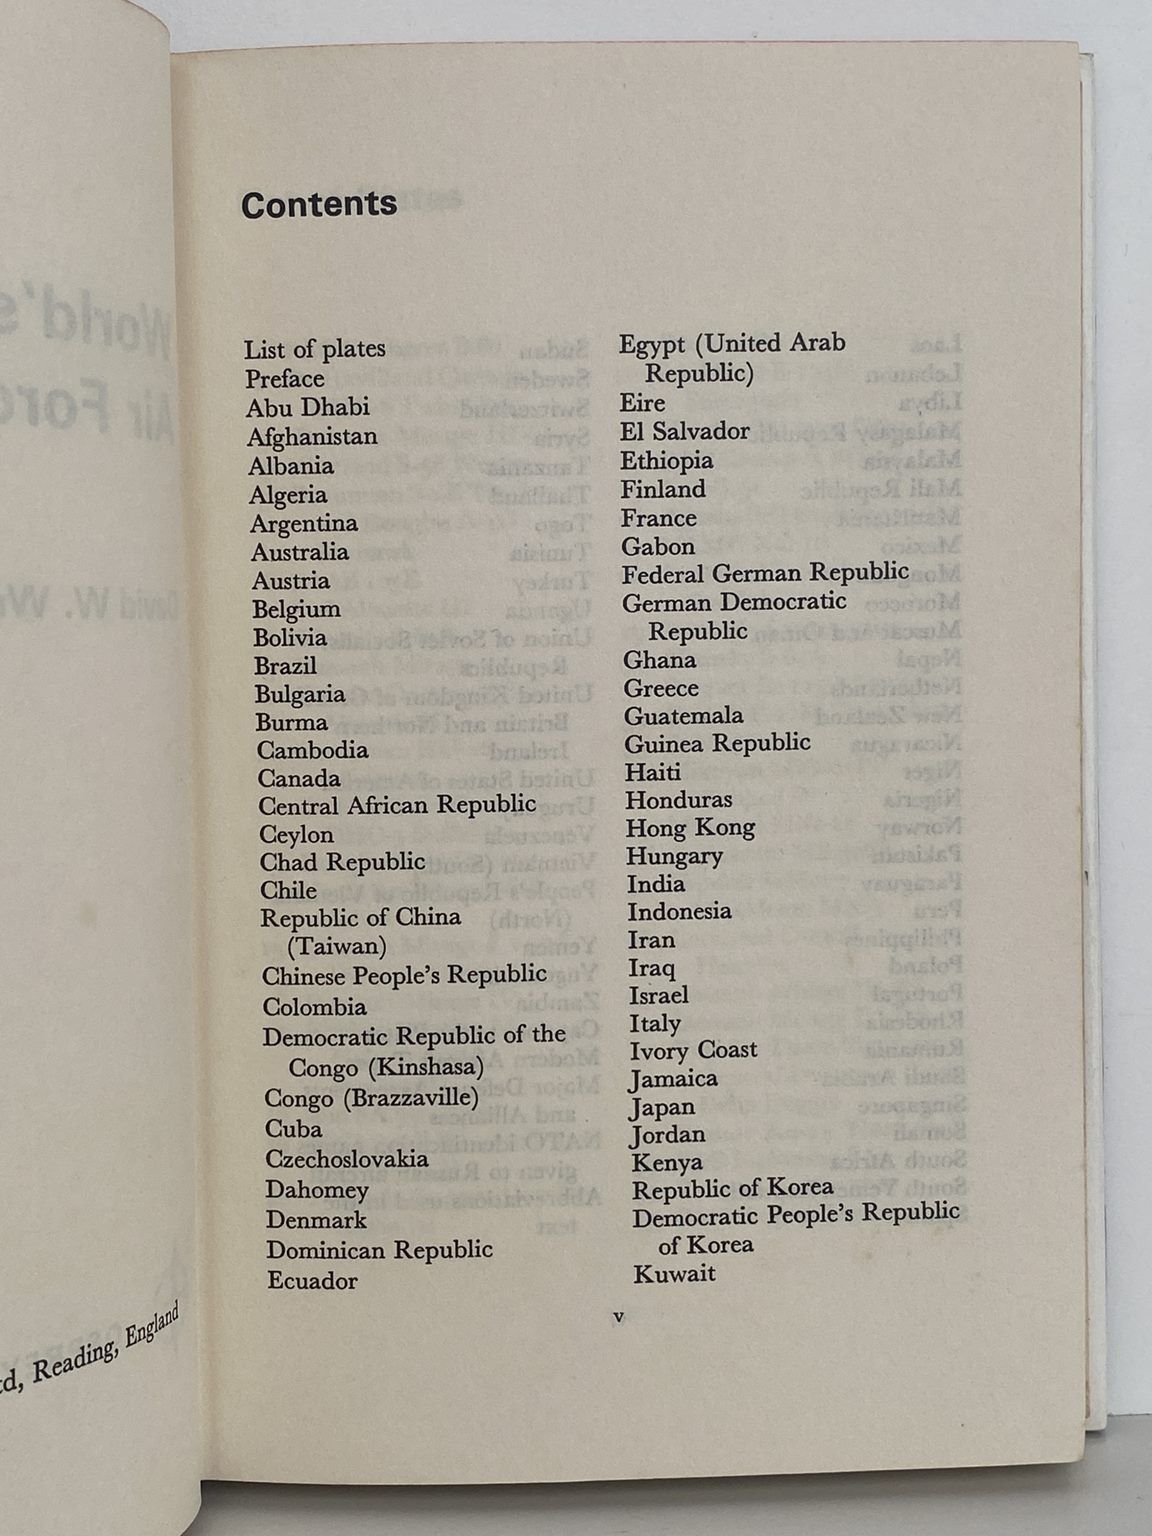 Contents
List of plates
Preface
Abu Dhabi
Afghanistan
Albania
Algeria
Argentina
Australia
Austria
Belgium
Bolivia
Brazil
Bulgaria
Burma
Cambodia
Canada
Central African Republic
Ceylon
Chad Republic
Chile
Republic of China
(Taiwan)
Chinese People's Republic
Colombia
Democratic Republic of the
Congo (Kinshasa)
Congo (Brazzaville)
Cuba
Czechoslovakia
Dahomey
Denmark
Dominican Republic
Ecuador
Egypt (United Arab
Republic)
Eire
El Salvador
Ethiopia
Finland
France
Gabon
Federal German Republic
German Democratic
Republic
Ghana
Greece
Guatemala
Guinea Republic
Haiti
Honduras
Hong Kong
Hungary
India
Indonesia
Iran
Iraq
Israel
Italy
Ivory Coast
Jamaica
Japan
Jordan
Kenya
Republic of Korea
Democratic People's Republic
of Korea
Kuwait
v
Reading, England